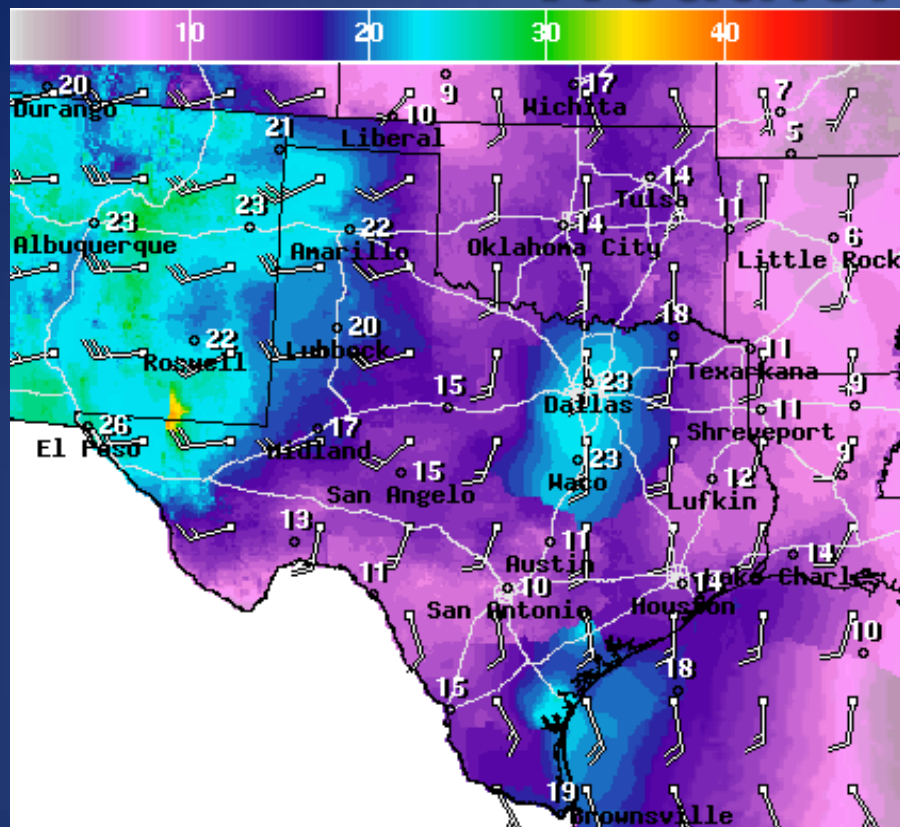 10 20 30 40
20 9 17 7
Durango 10 Wichita
21 Liberal 5
14
Tulsa
23 23 22 14 11 6
Albuquerque Amarillo Oklahoma City Little Rock
22 20 18
Roswell Lubbock 11
Texarkana
15 23 9
Dallas 11
26 17 Shreveport
El Paso Midland
15 23 12 9
San Angelo Waco Lufkin
13 11 14
Austin
11 10 14 Lake Charles
San Antonio Houston
10
15 18
19
Brownsville